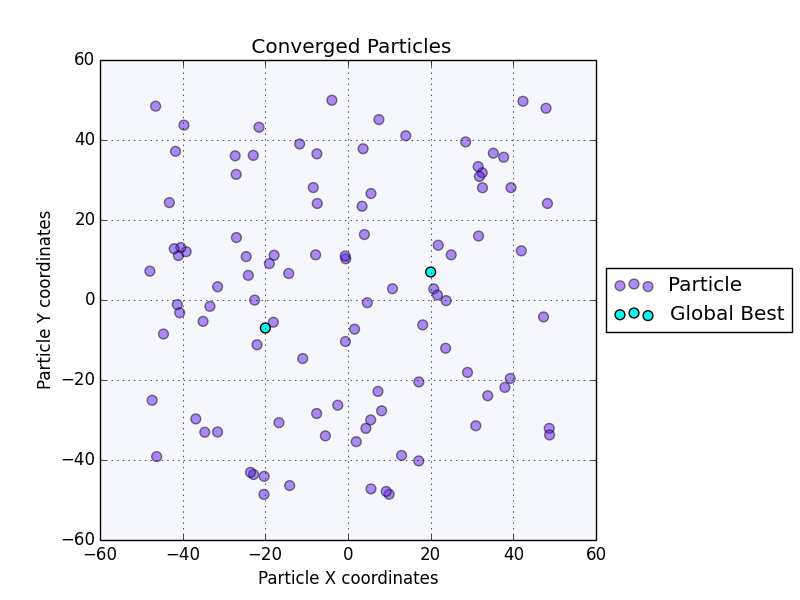 Converged Particles
60
40
20
0
−20
−40
−60
−60 −40 −20 0 20 40 60
Particle Y coordinates
Particle X coordinates
Particle
Global Best